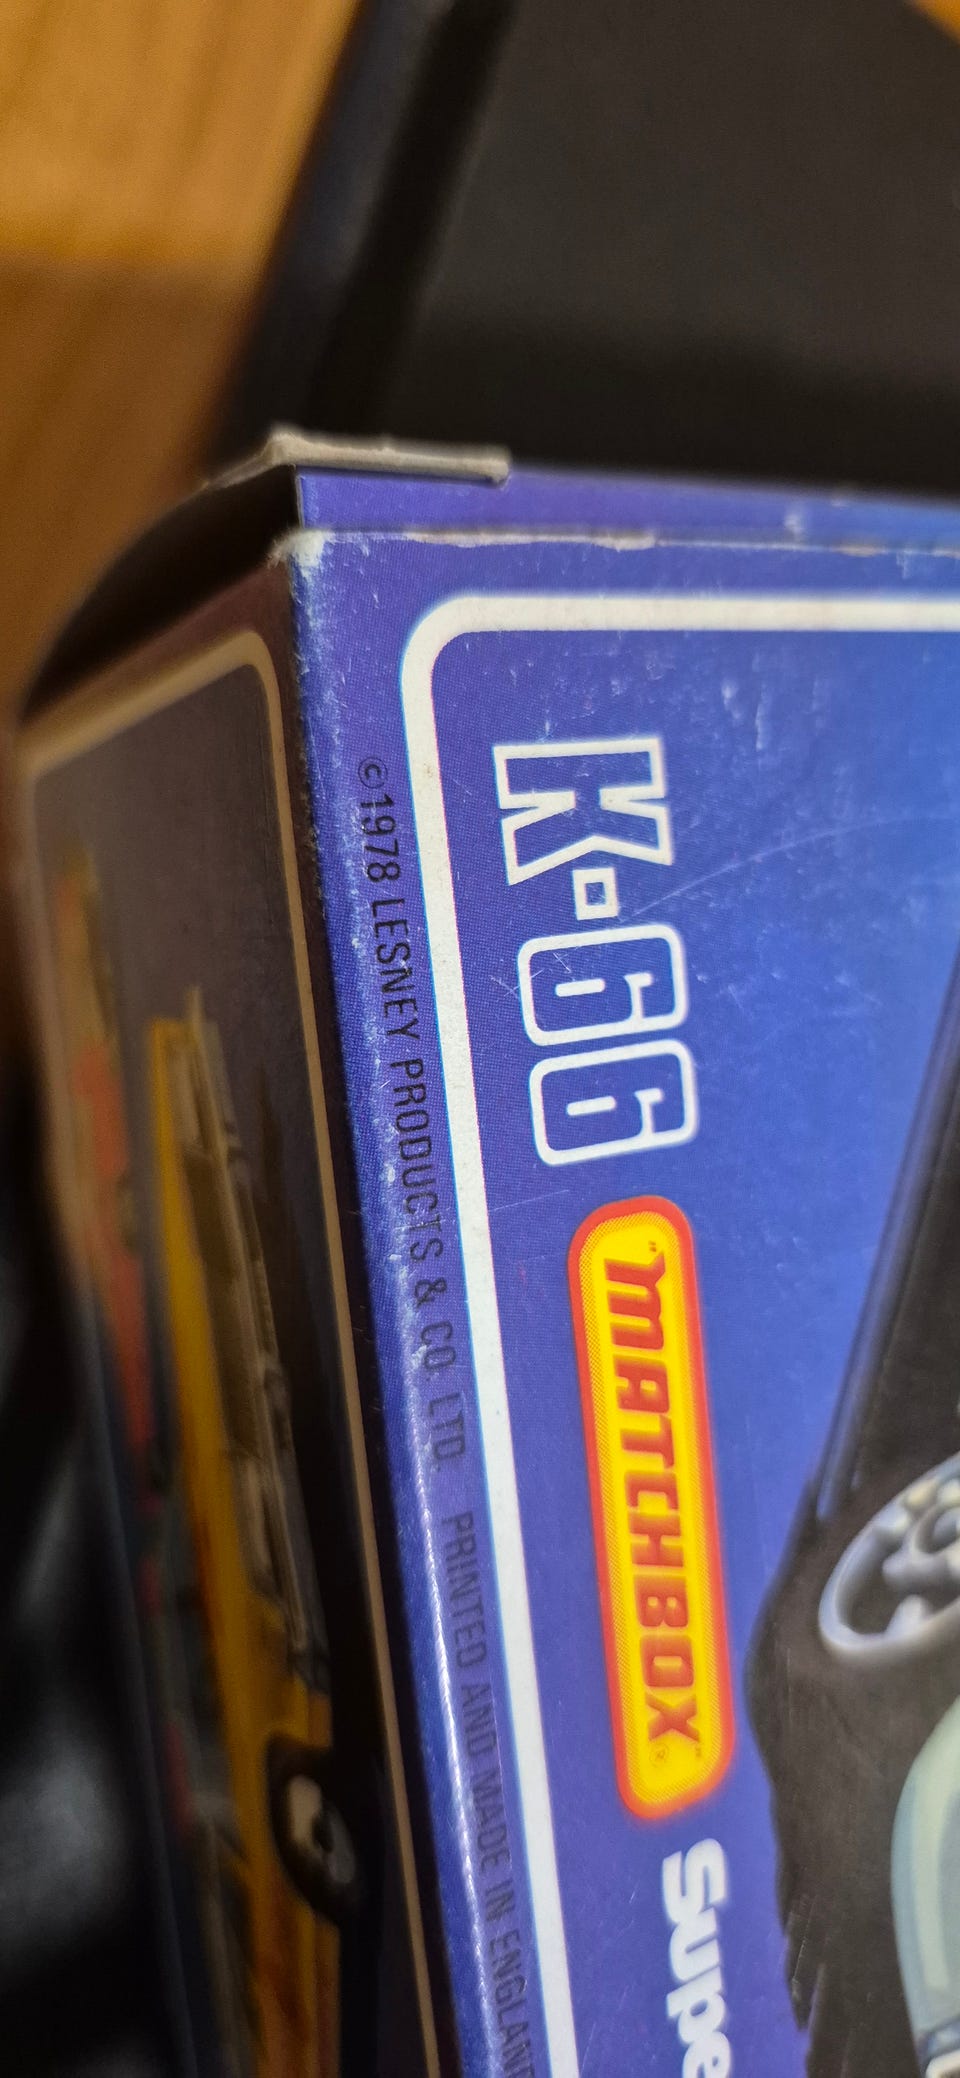 ©1978 LESNEY PRODUCTS & CO. LTD. PRINTED AND MADE IN ENGLAND
K·66
"MATCHBOX"®
Supe